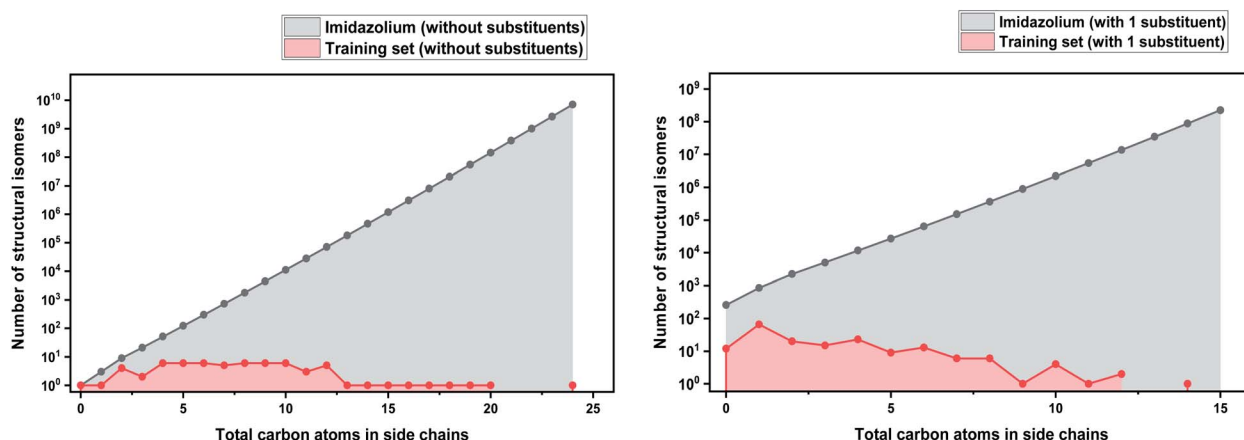 Imidazolium (without substituents)
Training set (without substituents)
Number of structural isomers
10^10
10^9
10^8
10^7
10^6
10^5
10^4
10^3
10^2
10^1
10^0
0 5 10 15 20 25
Total carbon atoms in side chains
Imidazolium (with 1 substituent)
Training set (with 1 substituent)
Number of structural isomers
10^9
10^8
10^7
10^6
10^5
10^4
10^3
10^2
10^1
10^0
0 5 10 15
Total carbon atoms in side chains